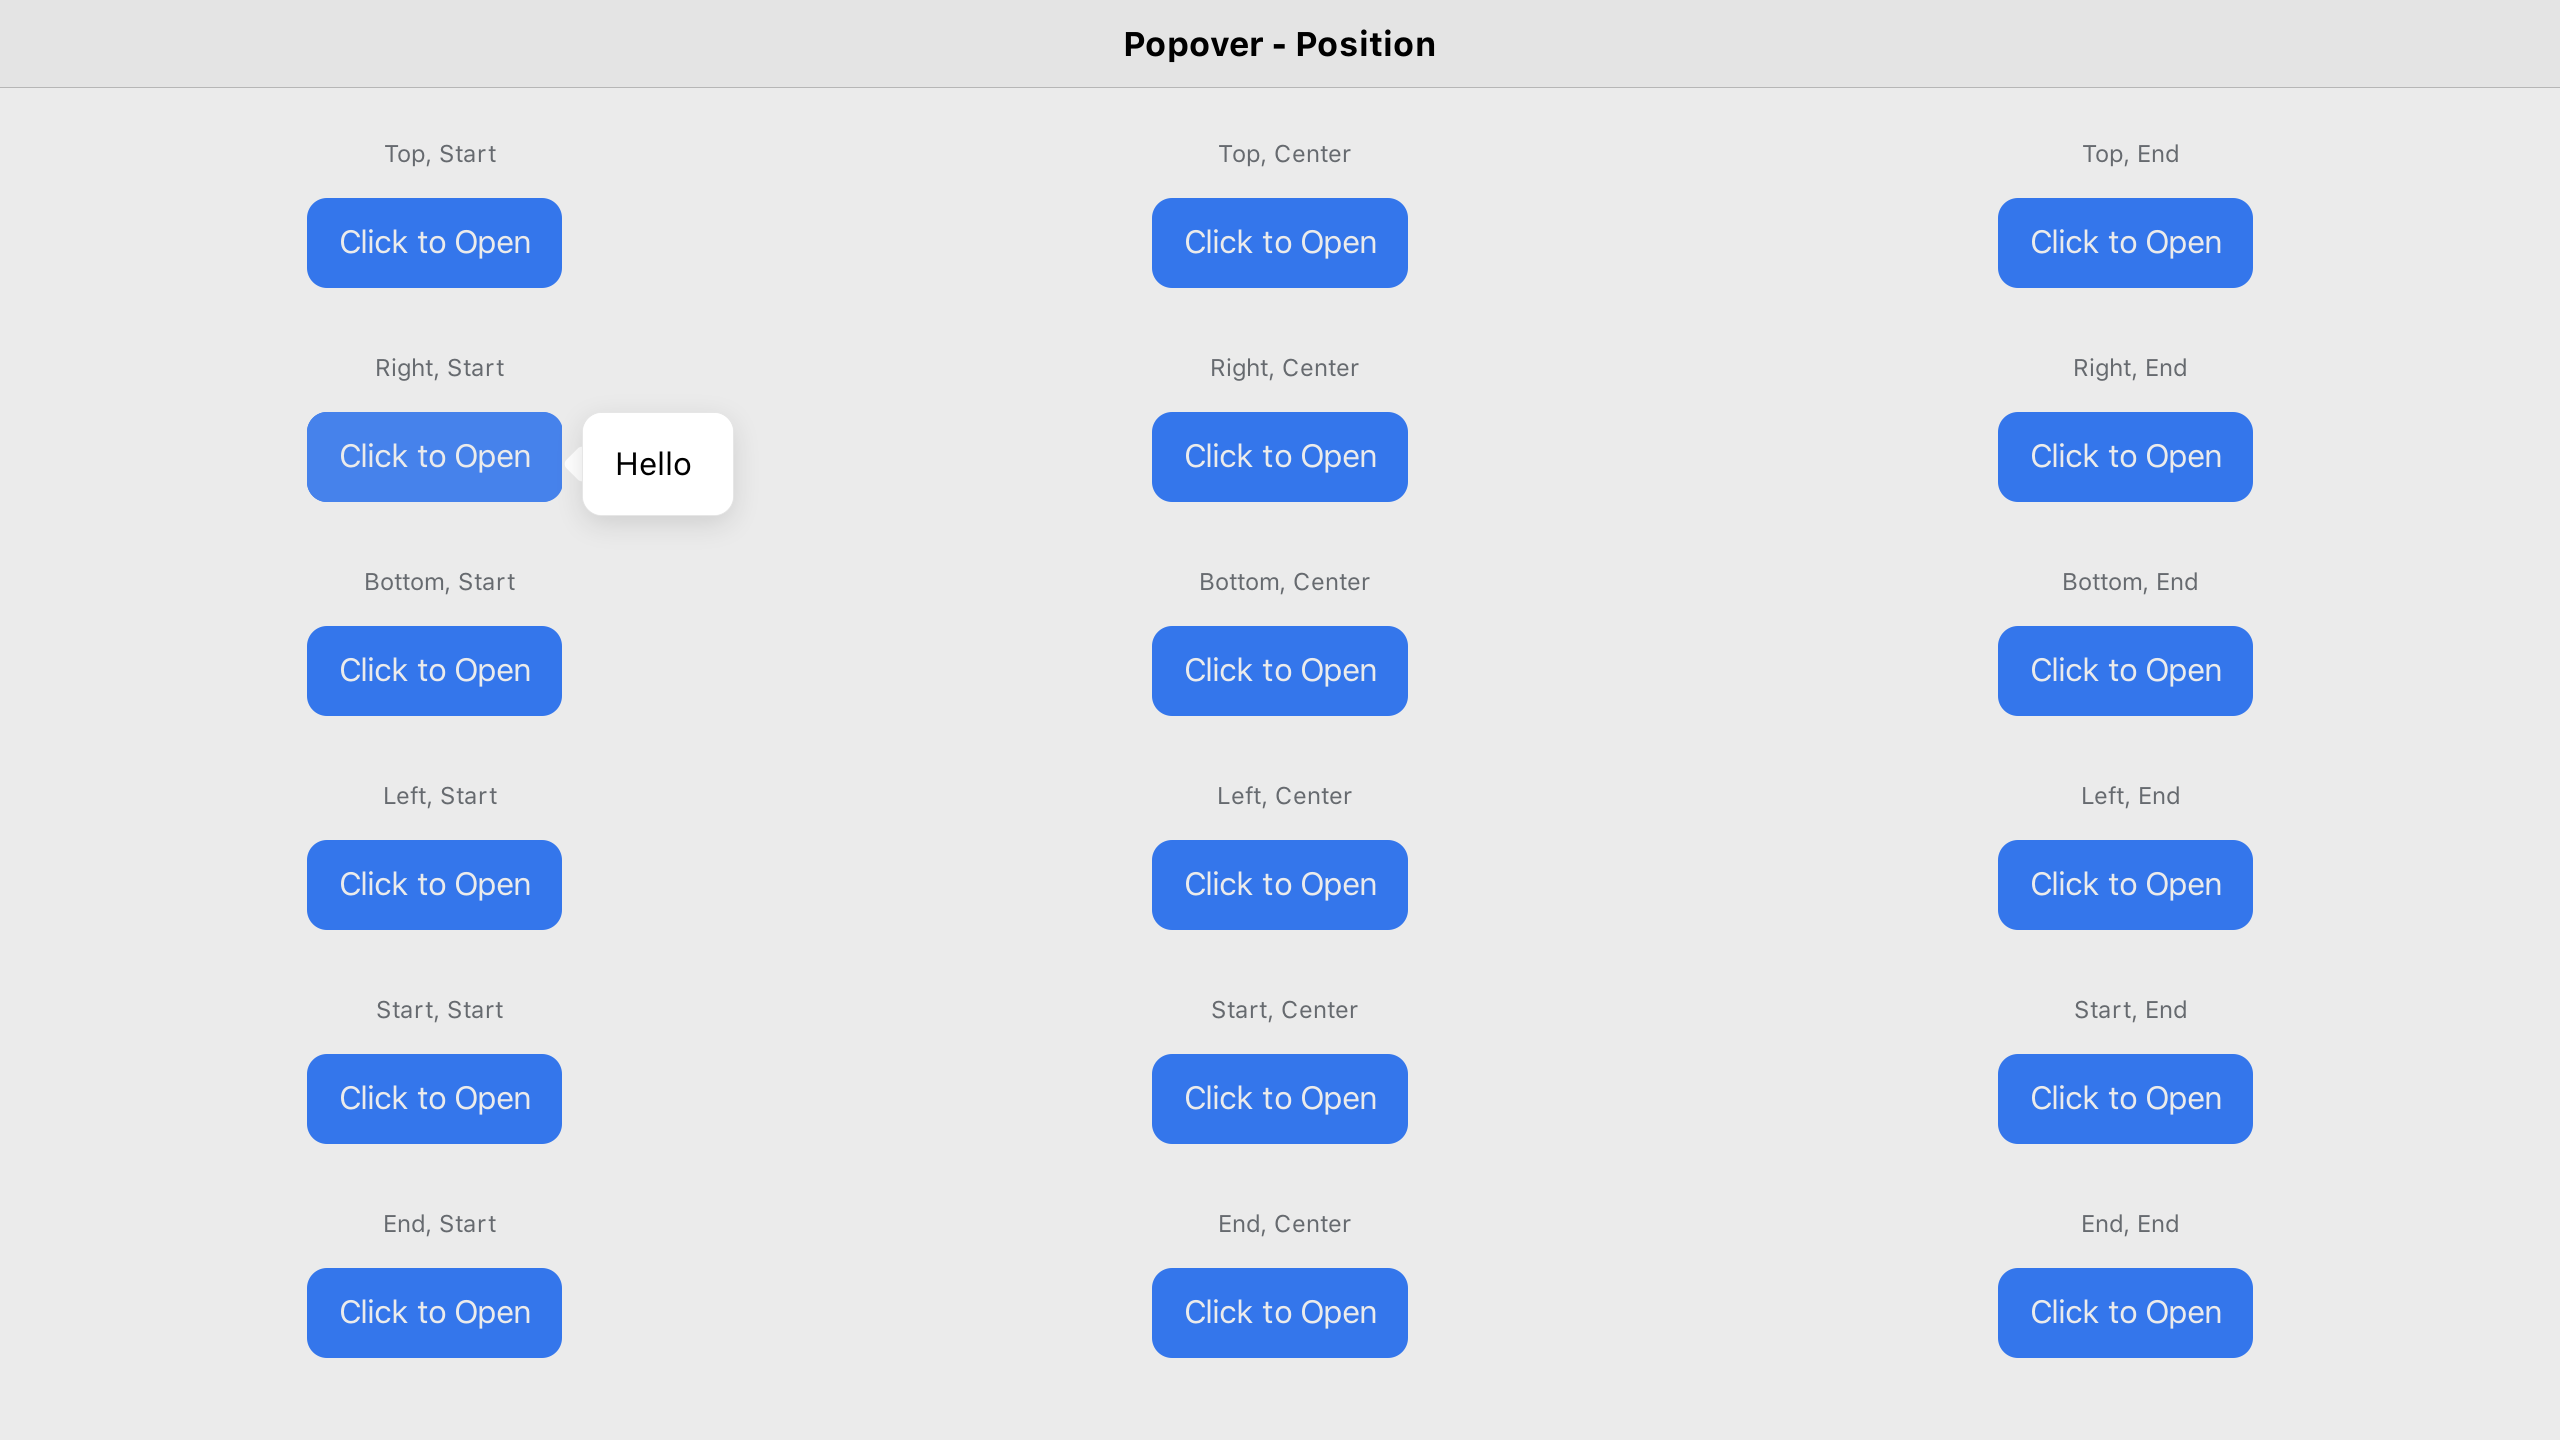 Popover - Position
Top, Start
Top, Center
Top, End
Click to Open
Click to Open
Click to Open
Right, Start
Right, Center
Right, End
Click to Open
Hello
Click to Open
Click to Open
Bottom, Start
Bottom, Center
Bottom, End
Click to Open
Click to Open
Click to Open
Left, Start
Left, Center
Left, End
Click to Open
Click to Open
Click to Open
Start, Start
Start, Center
Start, End
Click to Open
Click to Open
Click to Open
End, Start
End, Center
End, End
Click to Open
Click to Open
Click to Open